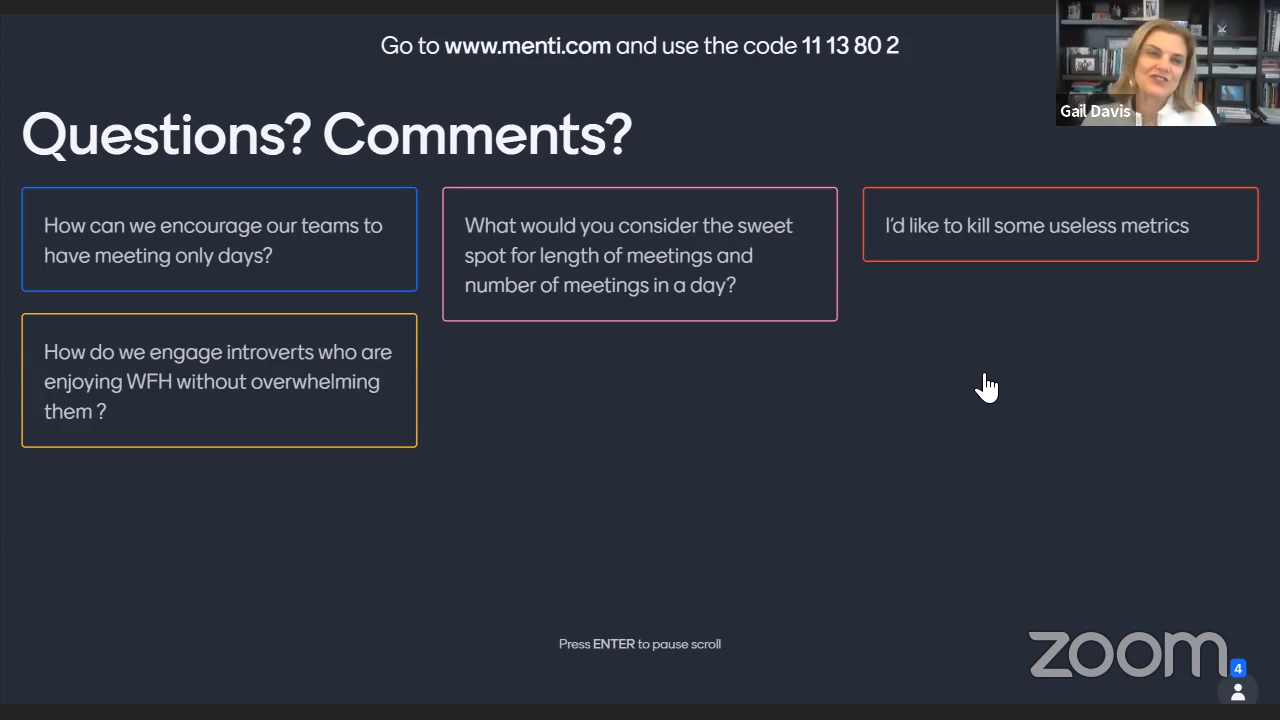 Go to www.menti.com and use the code 11 13 80 2
Gail Davis
Questions? Comments?
How can we encourage our teams to
have meeting only days?
What would you consider the sweet
spot for length of meetings and
number of meetings in a day?
I'd like to kill some useless metrics
How do we engage introverts who are
enjoying WFH without overwhelming
them ?
Press ENTER to pause scroll
zoom
4